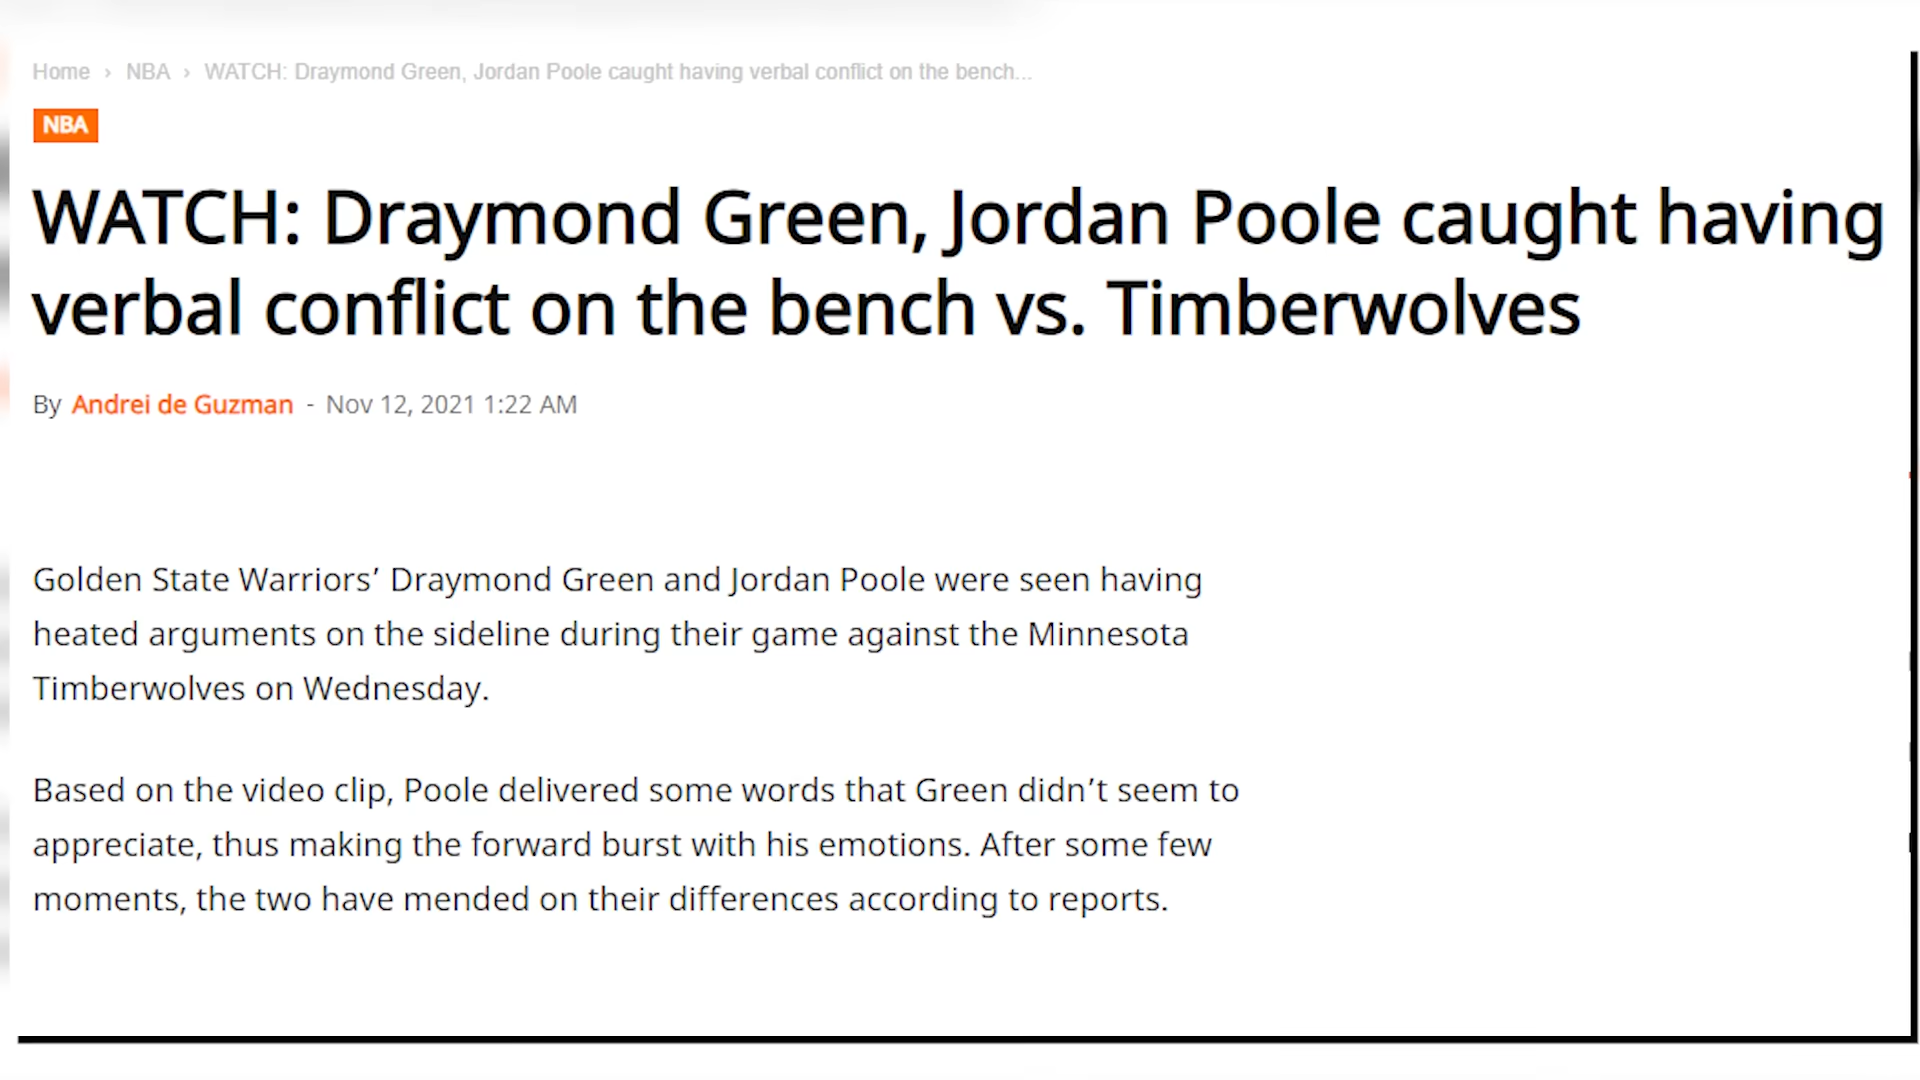 Home › NBA › WATCH: Draymond Green, Jordan Poole caught having verbal conflict on the bench...
NBA
WATCH: Draymond Green, Jordan Poole caught having
verbal conflict on the bench vs. Timberwolves
By Andrei de Guzman - Nov 12, 2021 1:22 AM
Golden State Warriors’ Draymond Green and Jordan Poole were seen having
heated arguments on the sideline during their game against the Minnesota
Timberwolves on Wednesday.
Based on the video clip, Poole delivered some words that Green didn’t seem to
appreciate, thus making the forward burst with his emotions. After some few
moments, the two have mended on their differences according to reports.